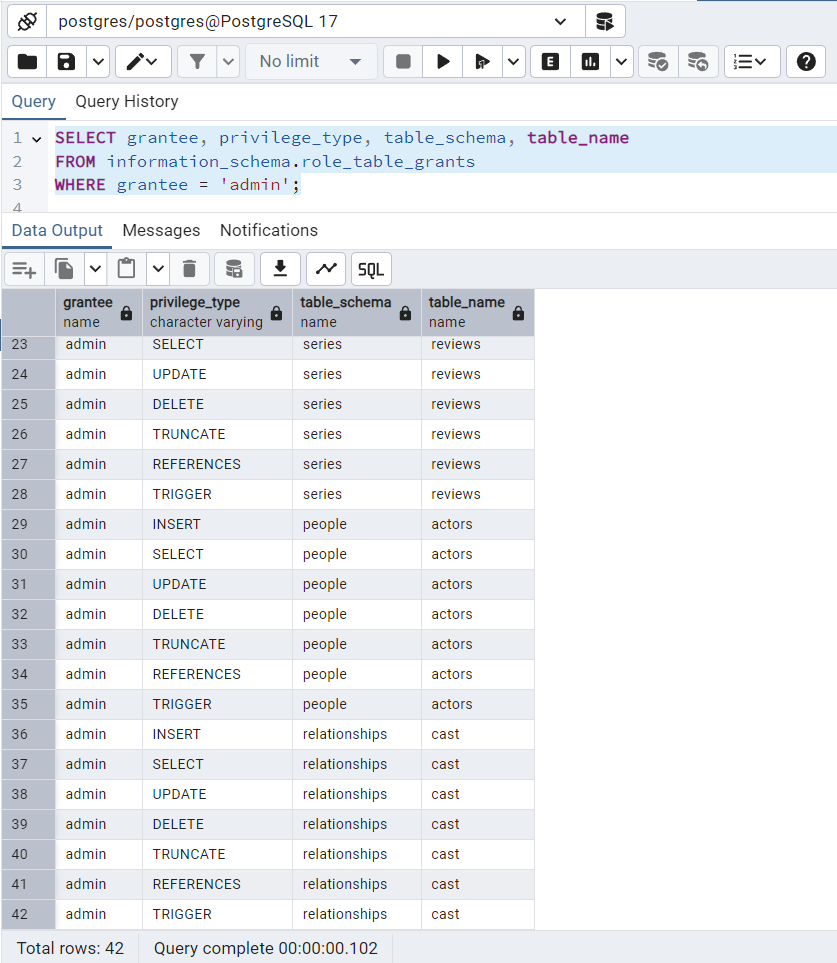 postgres/postgres@PostgreSQL 17
No limit
E
Query Query History
1 SELECT grantee, privilege_type, table_schema, table_name
2 FROM information_schema.role_table_grants
3 WHERE grantee = 'admin';
4
Data Output Messages Notifications
SQL
grantee privilege_type table_schema table_name
name character varying name name
23 admin SELECT series reviews
24 admin UPDATE series reviews
25 admin DELETE series reviews
26 admin TRUNCATE series reviews
27 admin REFERENCES series reviews
28 admin TRIGGER series reviews
29 admin INSERT people actors
30 admin SELECT people actors
31 admin UPDATE people actors
32 admin DELETE people actors
33 admin TRUNCATE people actors
34 admin REFERENCES people actors
35 admin TRIGGER people actors
36 admin INSERT relationships cast
37 admin SELECT relationships cast
38 admin UPDATE relationships cast
39 admin DELETE relationships cast
40 admin TRUNCATE relationships cast
41 admin REFERENCES relationships cast
42 admin TRIGGER relationships cast
Total rows: 42 Query complete 00:00:00.102